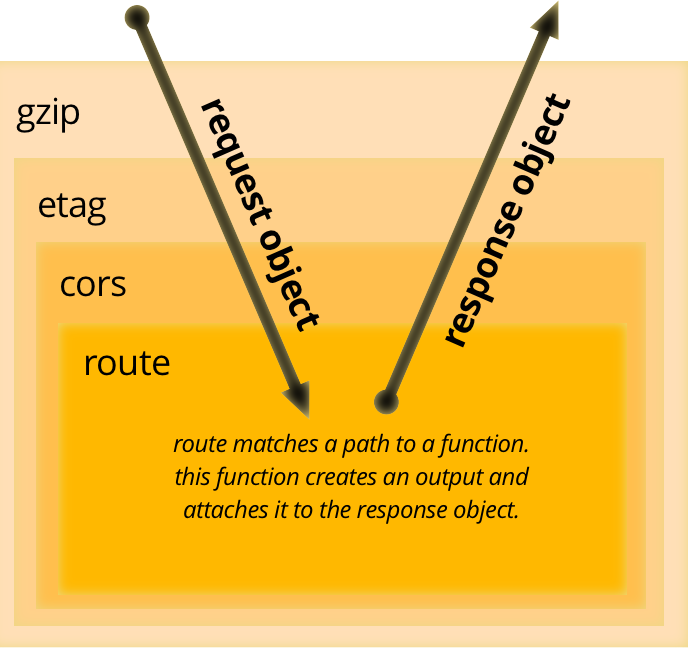 gzip
request object
response object
etag
cors
route
route matches a path to a function.
this function creates an output and
attaches it to the response object.